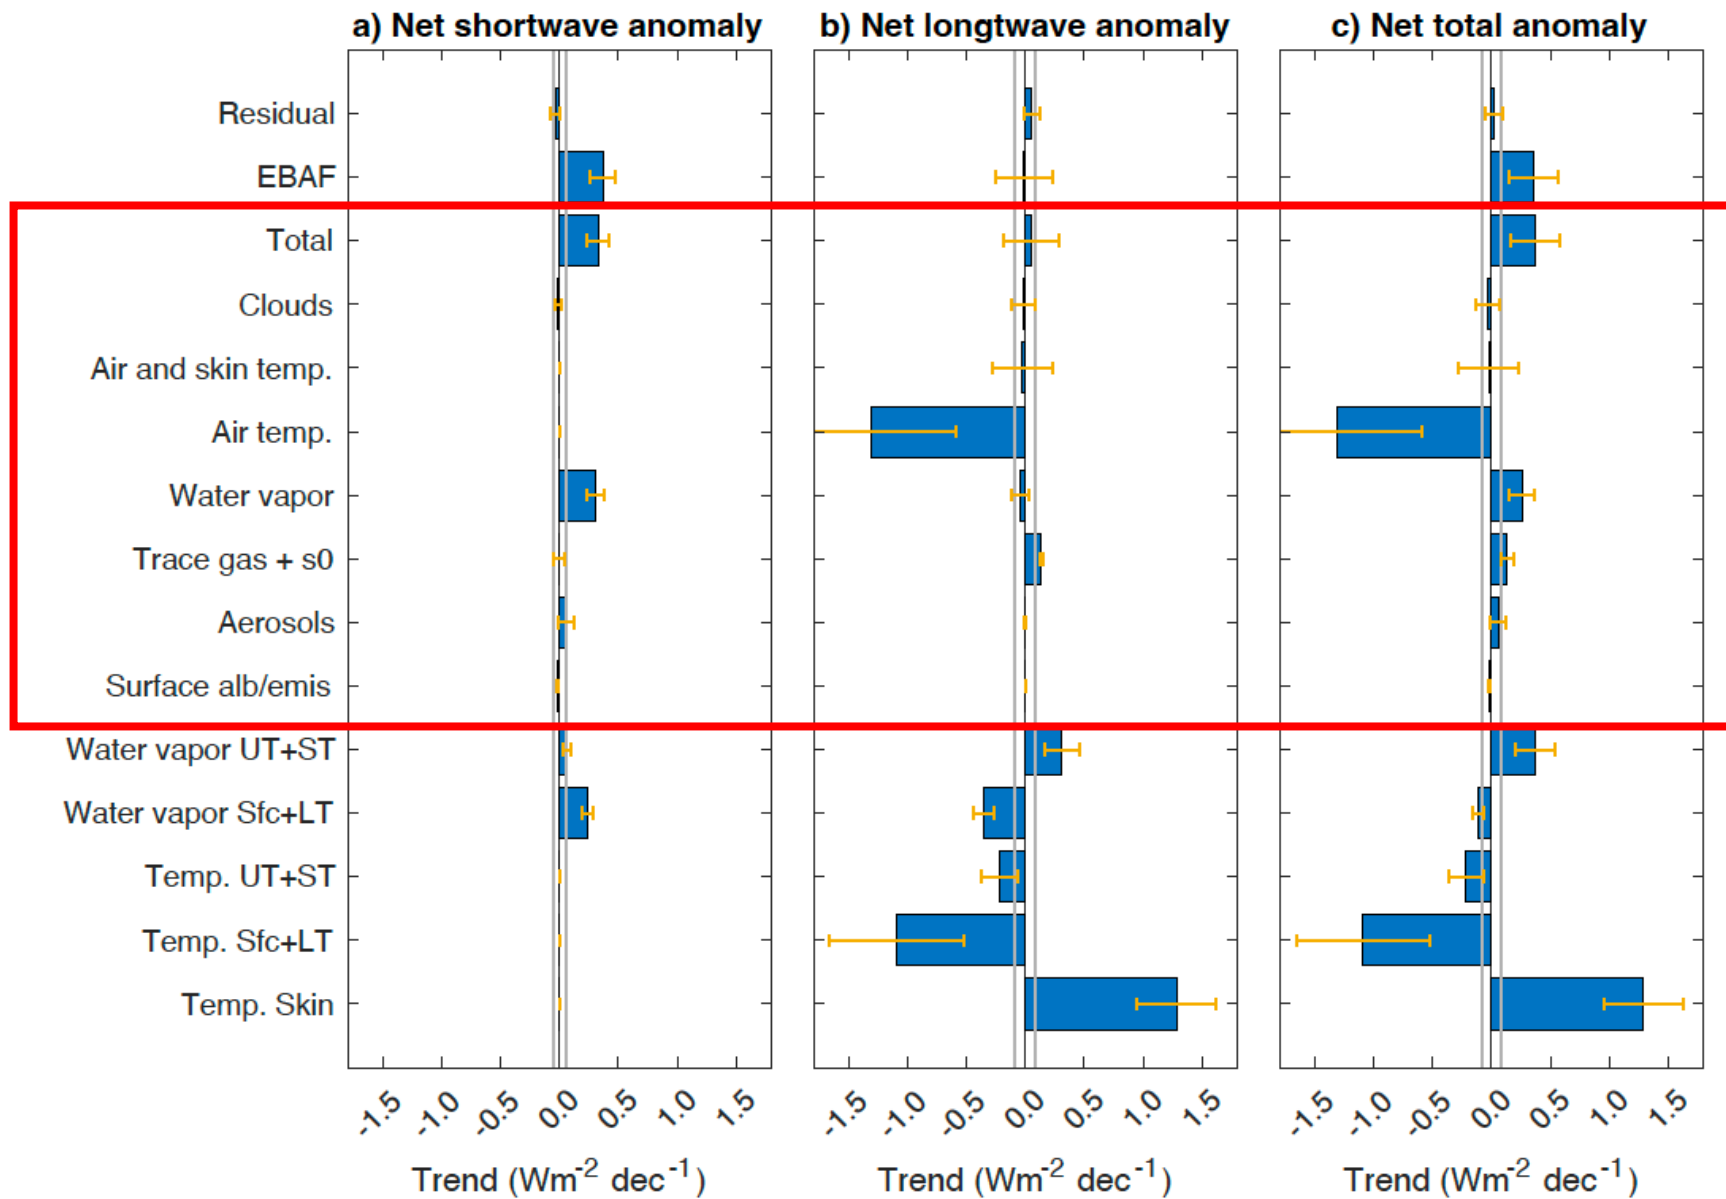 a) Net shortwave anomaly
b) Net longtwave anomaly
c) Net total anomaly
Residual
EBAF
Total
Clouds
Air and skin temp.
Air temp.
Water vapor
Trace gas + s0
Aerosols
Surface alb/emis
Water vapor UT+ST
Water vapor Sfc+LT
Temp. UT+ST
Temp. Sfc+LT
Temp. Skin
-1.5 -1.0 -0.5 0.0 0.5 1.0 1.5
-1.5 -1.0 -0.5 0.0 0.5 1.0 1.5
-1.5 -1.0 -0.5 0.0 0.5 1.0 1.5
Trend (Wm⁻² dec⁻¹)
Trend (Wm⁻² dec⁻¹)
Trend (Wm⁻² dec⁻¹)